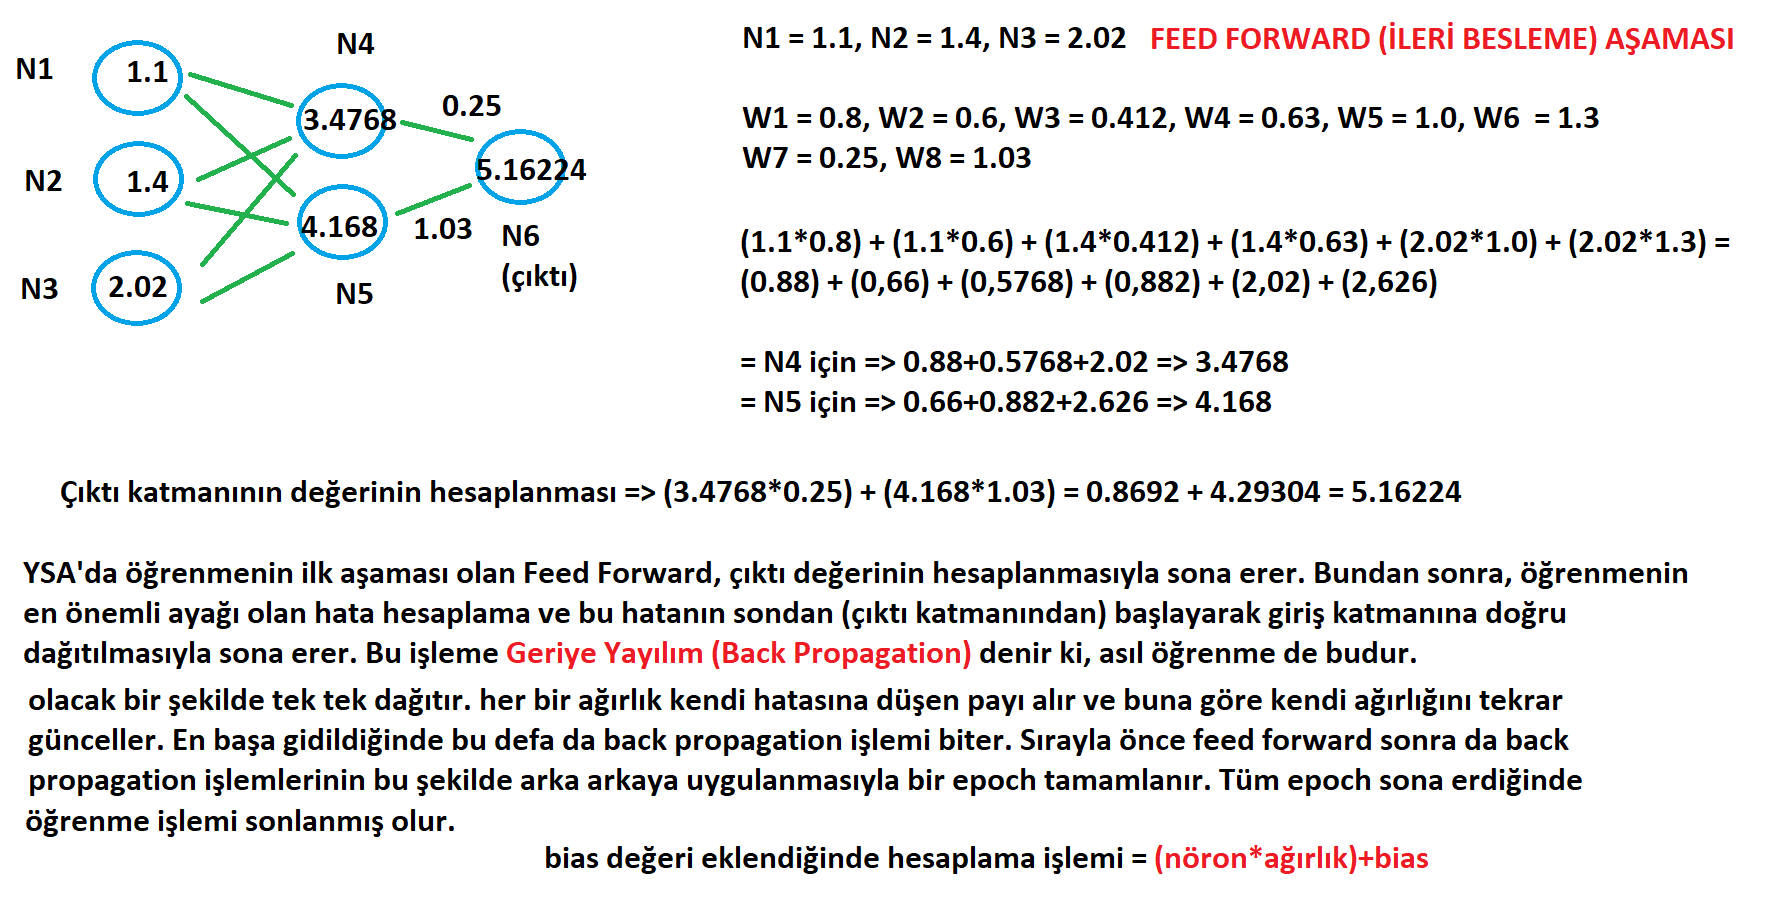 N1
1.1
N2
1.4
N3
2.02
N4
3.4768
4.168
N5
0.25
1.03
5.16224
N6
(çıktı)
N1 = 1.1, N2 = 1.4, N3 = 2.02 FEED FORWARD (İLERİ BESLEME) AŞAMASI
W1 = 0.8, W2 = 0.6, W3 = 0.412, W4 = 0.63, W5 = 1.0, W6 = 1.3
W7 = 0.25, W8 = 1.03
(1.1*0.8) + (1.1*0.6) + (1.4*0.412) + (1.4*0.63) + (2.02*1.0) + (2.02*1.3) =
(0.88) + (0,66) + (0,5768) + (0,882) + (2,02) + (2,626)
= N4 için => 0.88+0.5768+2.02 => 3.4768
= N5 için => 0.66+0.882+2.626 => 4.168
Çıktı katmanının değerinin hesaplanması => (3.4768*0.25) + (4.168*1.03) = 0.8692 + 4.29304 = 5.16224
YSA'da öğrenmenin ilk aşaması olan Feed Forward, çıktı değerinin hesaplanmasıyla sona erer. Bundan sonra, öğrenmenin
en önemli ayağı olan hata hesaplama ve bu hatanın sondan (çıktı katmanından) başlayarak giriş katmanına doğru
dağıtılmasıyla sona erer. Bu işleme Geriye Yayılım (Back Propagation) denir ki, asıl öğrenme de budur.
olacak bir şekilde tek tek dağıtır. her bir ağırlık kendi hatasına düşen payı alır ve buna göre kendi ağırlığını tekrar
günceller. En başa gidildiğinde bu defa da back propagation işlemi biter. Sırayla önce feed forward sonra da back
propagation işlemlerinin bu şekilde arka arkaya uygulanmasıyla bir epoch tamamlanır. Tüm epoch sona erdiğinde
öğrenme işlemi sonlanmış olur.
bias değeri eklendiğinde hesaplama işlemi = (nöron*ağırlık)+bias